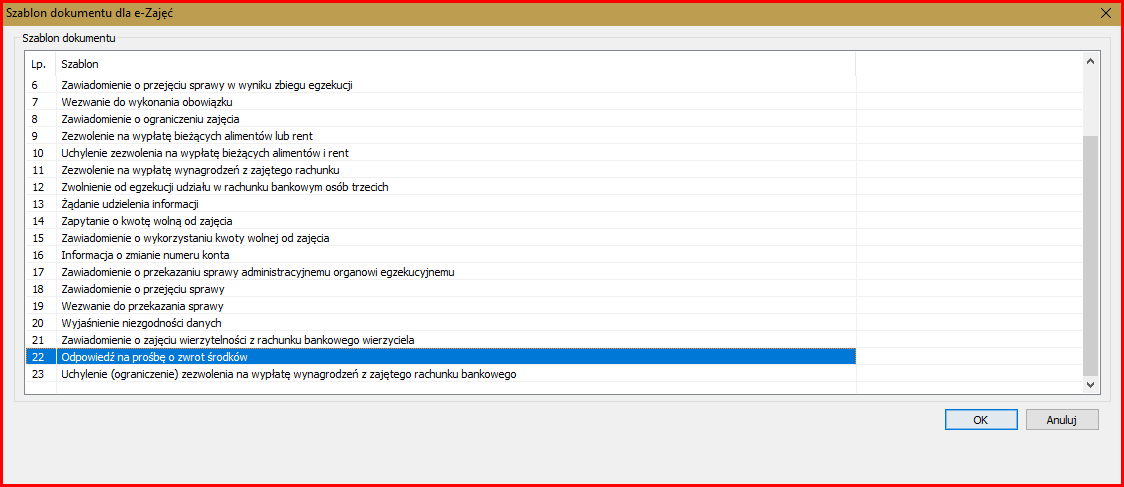 Szablon dokumentu dla e-Zajęć
Szablon dokumentu
Lp. Szablon
6 Zawiadomienie o przejęciu sprawy w wyniku zbiegu egzekucji
7 Wezwanie do wykonania obowiązku
8 Zawiadomienie o ograniczeniu zajęcia
9 Zezwolenie na wypłatę bieżących alimentów lub rent
10 Uchylenie zezwolenia na wypłatę bieżących alimentów i rent
11 Zezwolenie na wypłatę wynagrodzeń z zajętego rachunku
12 Zwolnienie od egzekucji udziału w rachunku bankowym osób trzecich
13 Żądanie udzielenia informacji
14 Zapytanie o kwotę wolną od zajęcia
15 Zawiadomienie o wykorzystaniu kwoty wolnej od zajęcia
16 Informacja o zmianie numeru konta
17 Zawiadomienie o przekazaniu sprawy administracyjnemu organowi egzekucyjnemu
18 Zawiadomienie o przejęciu sprawy
19 Wezwanie do przekazania sprawy
20 Wyjaśnienie niezgodności danych
21 Zawiadomienie o zajęciu wierzytelności z rachunku bankowego wierzyciela
22 Odpowiedź na prośbę o zwrot środków
23 Uchylenie (ograniczenie) zezwolenia na wypłatę wynagrodzeń z zajętego rachunku bankowego
OK Anuluj